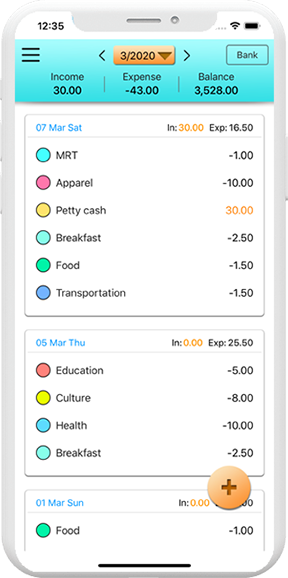 12:35
3/2020 Bank
Income Expense Balance
30.00 -43.00 3,528.00
07 Mar Sat In: 30.00 Exp: 16.50
MRT -1.00
Apparel -10.00
Petty cash 30.00
Breakfast -2.50
Food -1.50
Transportation -1.50
05 Mar Thu In: 0.00 Exp: 25.50
Education -5.00
Culture -8.00
Health -10.00
Breakfast -2.50
01 Mar Sun In: 0.00
Food -1.00